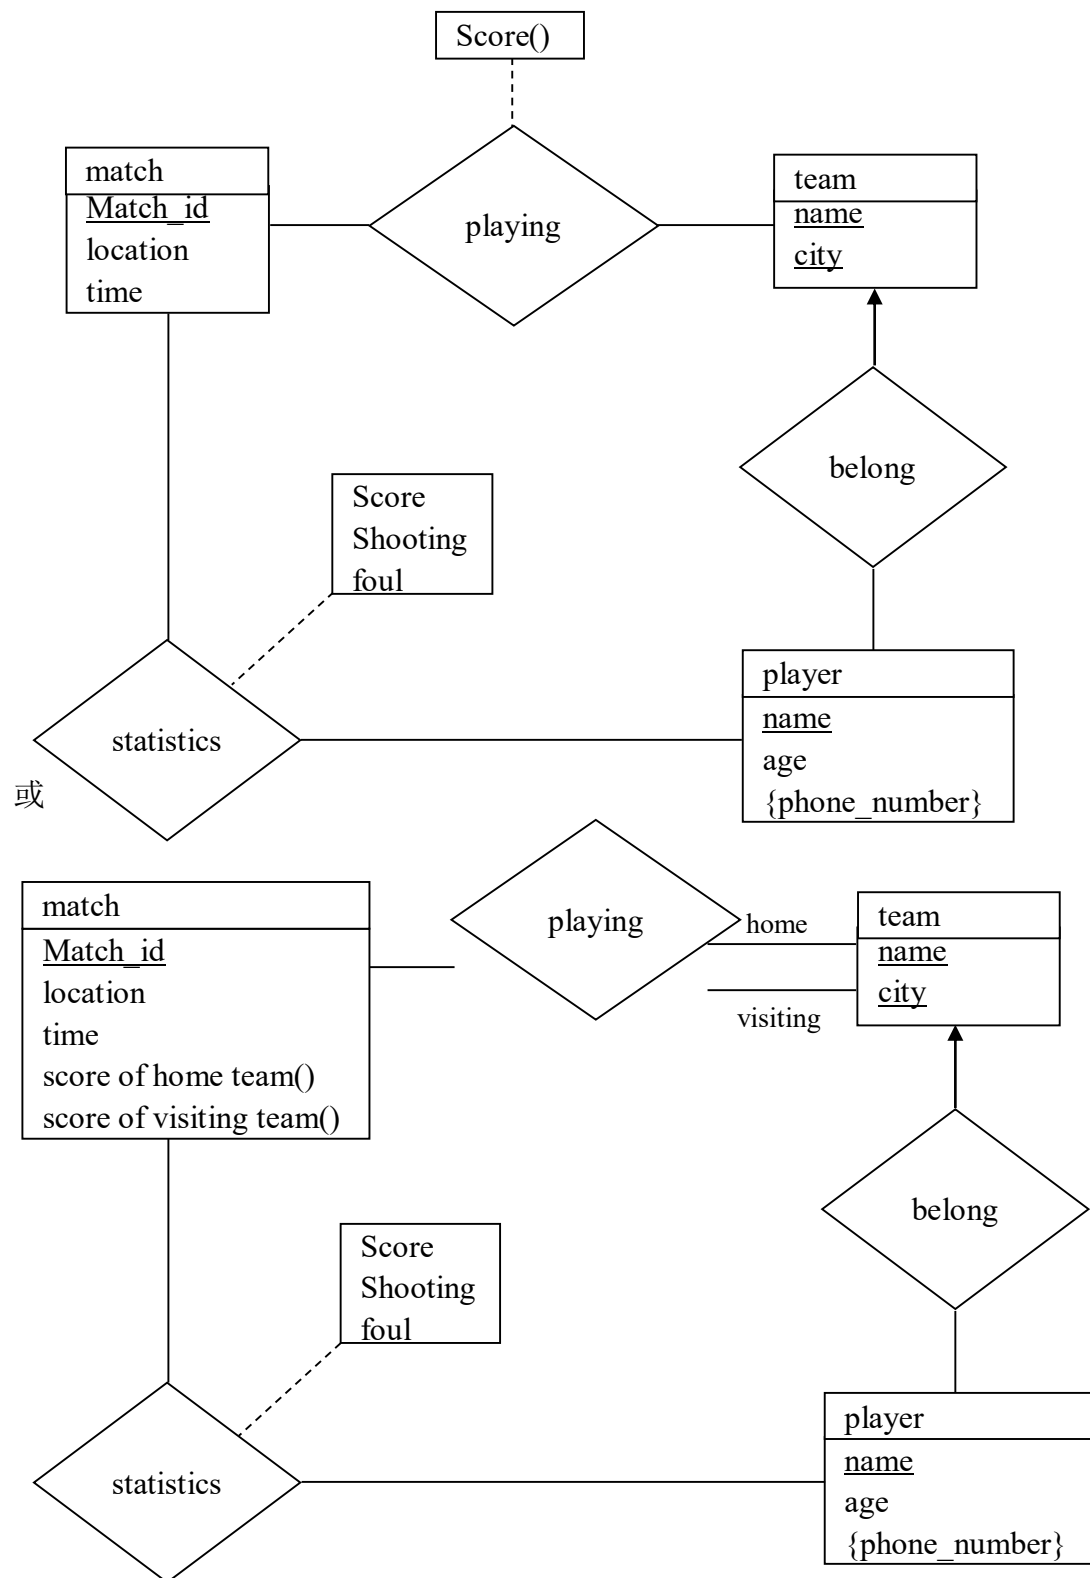 Score()
match
Match_id
location
time
playing
team
name
city
belong
Score
Shooting
foul
statistics
player
name
age
{phone_number}
或
match
Match_id
location
time
score of home team()
score of visiting team()
playing
home
visiting
team
name
city
belong
Score
Shooting
foul
statistics
player
name
age
{phone_number}